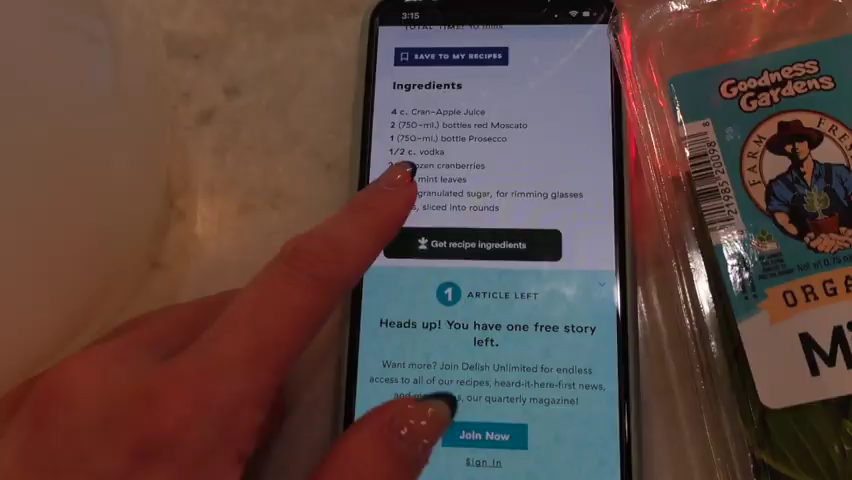 3:15
TOTAL TIME:
SAVE TO MY RECIPES
Ingredients
4 c. Cran-Apple Juice
2 (750-ml.) bottles red Moscato
1 (750-ml.) bottle Prosecco
1/2 c. vodka
cranberries
mint leaves
granulated sugar, for rimming glasses
sliced into rounds
Get recipe ingredients
1 ARTICLE LEFT
Heads up! You have one free story
left.
Want more? Join Delish Unlimited for endless
access to all of our recipes, heard-it-here-first news,
our quarterly magazine!
Join Now
Sign In
Goodness
Gardens
FARM